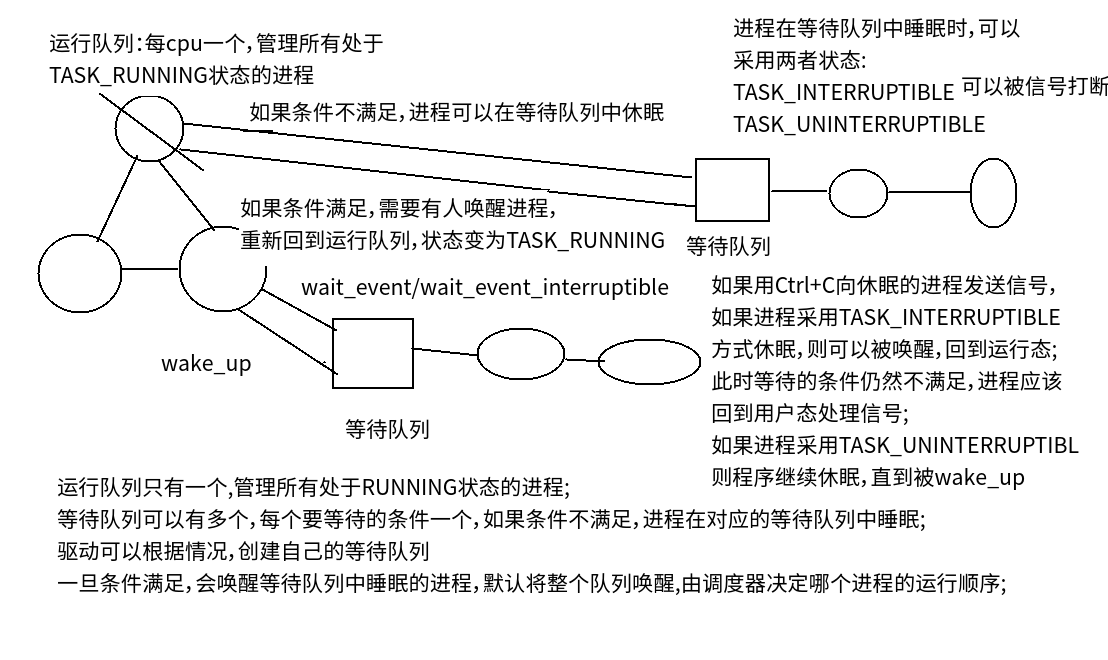 运行队列：每cpu一个，管理所有处于
TASK_RUNNING状态的进程
如果条件不满足，进程可以在等待队列中休眠
进程在等待队列中睡眠时，可以
采用两者状态:
TASK_INTERRUPTIBLE 可以被信号打断
TASK_UNINTERRUPTIBLE
如果条件满足，需要有人唤醒进程，
重新回到运行队列，状态变为TASK_RUNNING
等待队列
wait_event/wait_event_interruptible
wake_up
等待队列
如果用Ctrl+C向休眠的进程发送信号，
如果进程采用TASK_INTERRUPTIBLE
方式休眠，则可以被唤醒，回到运行态;
此时等待的条件仍然不满足，进程应该
回到用户态处理信号;
如果进程采用TASK_UNINTERRUPTIBL
则程序继续休眠，直到被wake_up
运行队列只有一个,管理所有处于RUNNING状态的进程;
等待队列可以有多个，每个要等待的条件一个，如果条件不满足，进程在对应的等待队列中睡眠;
驱动可以根据情况，创建自己的等待队列
一旦条件满足，会唤醒等待队列中睡眠的进程，默认将整个队列唤醒,由调度器决定哪个进程的运行顺序;